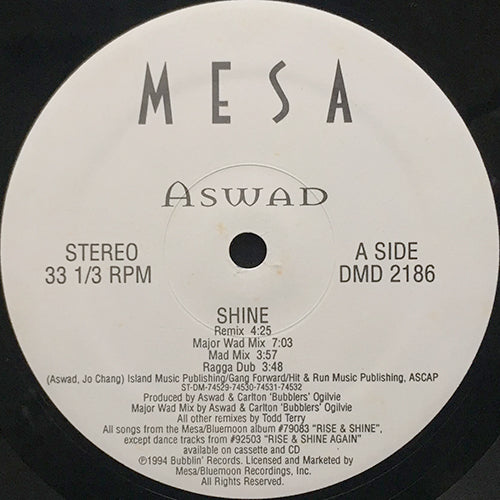 MESA
ASWAD
STEREO
33 1/3 RPM
A SIDE
DMD 2186
SHINE
Remix 4:25
Major Wad Mix 7:03
Mad Mix 3:57
Ragga Dub 3:48
(Aswad, Jo Chang) Island Music Publishing/Gang Forward/Hit & Run Music Publishing, ASCAP
ST-DM-74529-74530-74531-74532
Produced by Aswad & Carlton 'Bubblers' Ogilvie
Major Wad Mix by Aswad & Carlton 'Bubblers' Ogilvie
All other remixes by Todd Terry
All songs from the Mesa/Bluemoon album #79083 "RISE & SHINE",
except dance tracks from #92503 "RISE & SHINE AGAIN"
available on cassette and CD
℗1994 Bubblin' Records. Licensed and Marketed by
Mesa/Bluemoon Recordings, Inc.
All Rights Reserved.